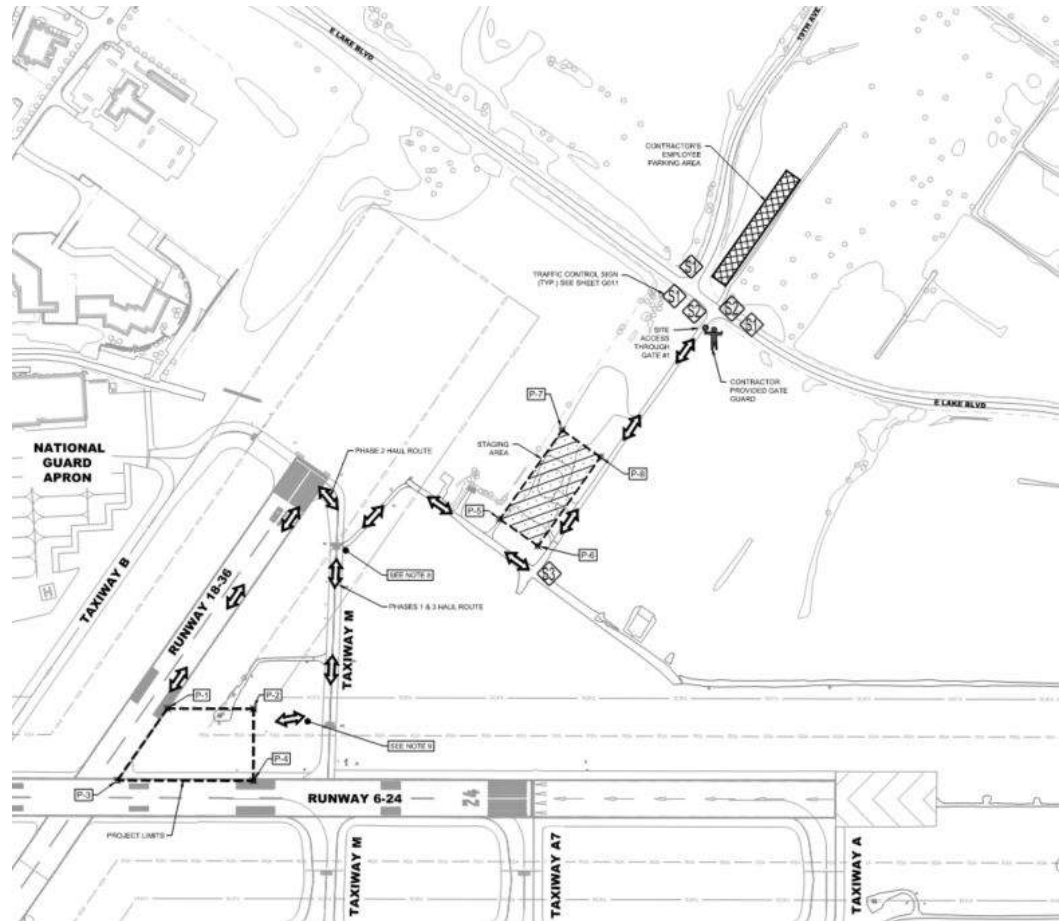 E LAKE BLVD
79TH AVE.
CONTRACTOR'S
EMPLOYEE
PARKING AREA
S1
TRAFFIC CONTROL SIGN
(TYP.) SEE SHEET G011
S1
S2
S2
S1
SITE
ACCESS
THROUGH
GATE #1
CONTRACTOR
PROVIDED GATE
GUARD
E LAKE BLVD
P-7
STAGING
AREA
P-8
P-5
P-6
S3
NATIONAL
GUARD
APRON
PHASE 2 HAUL ROUTE
SEE NOTE 8
PHASES 1 & 3 HAUL ROUTE
TAXIWAY B
RUNWAY 18-36
TAXIWAY M
H
P-1
P-2
SEE NOTE 9
P-4
P-3
RUNWAY 6-24
24
PROJECT LIMITS
TAXIWAY M
TAXIWAY A7
TAXIWAY A